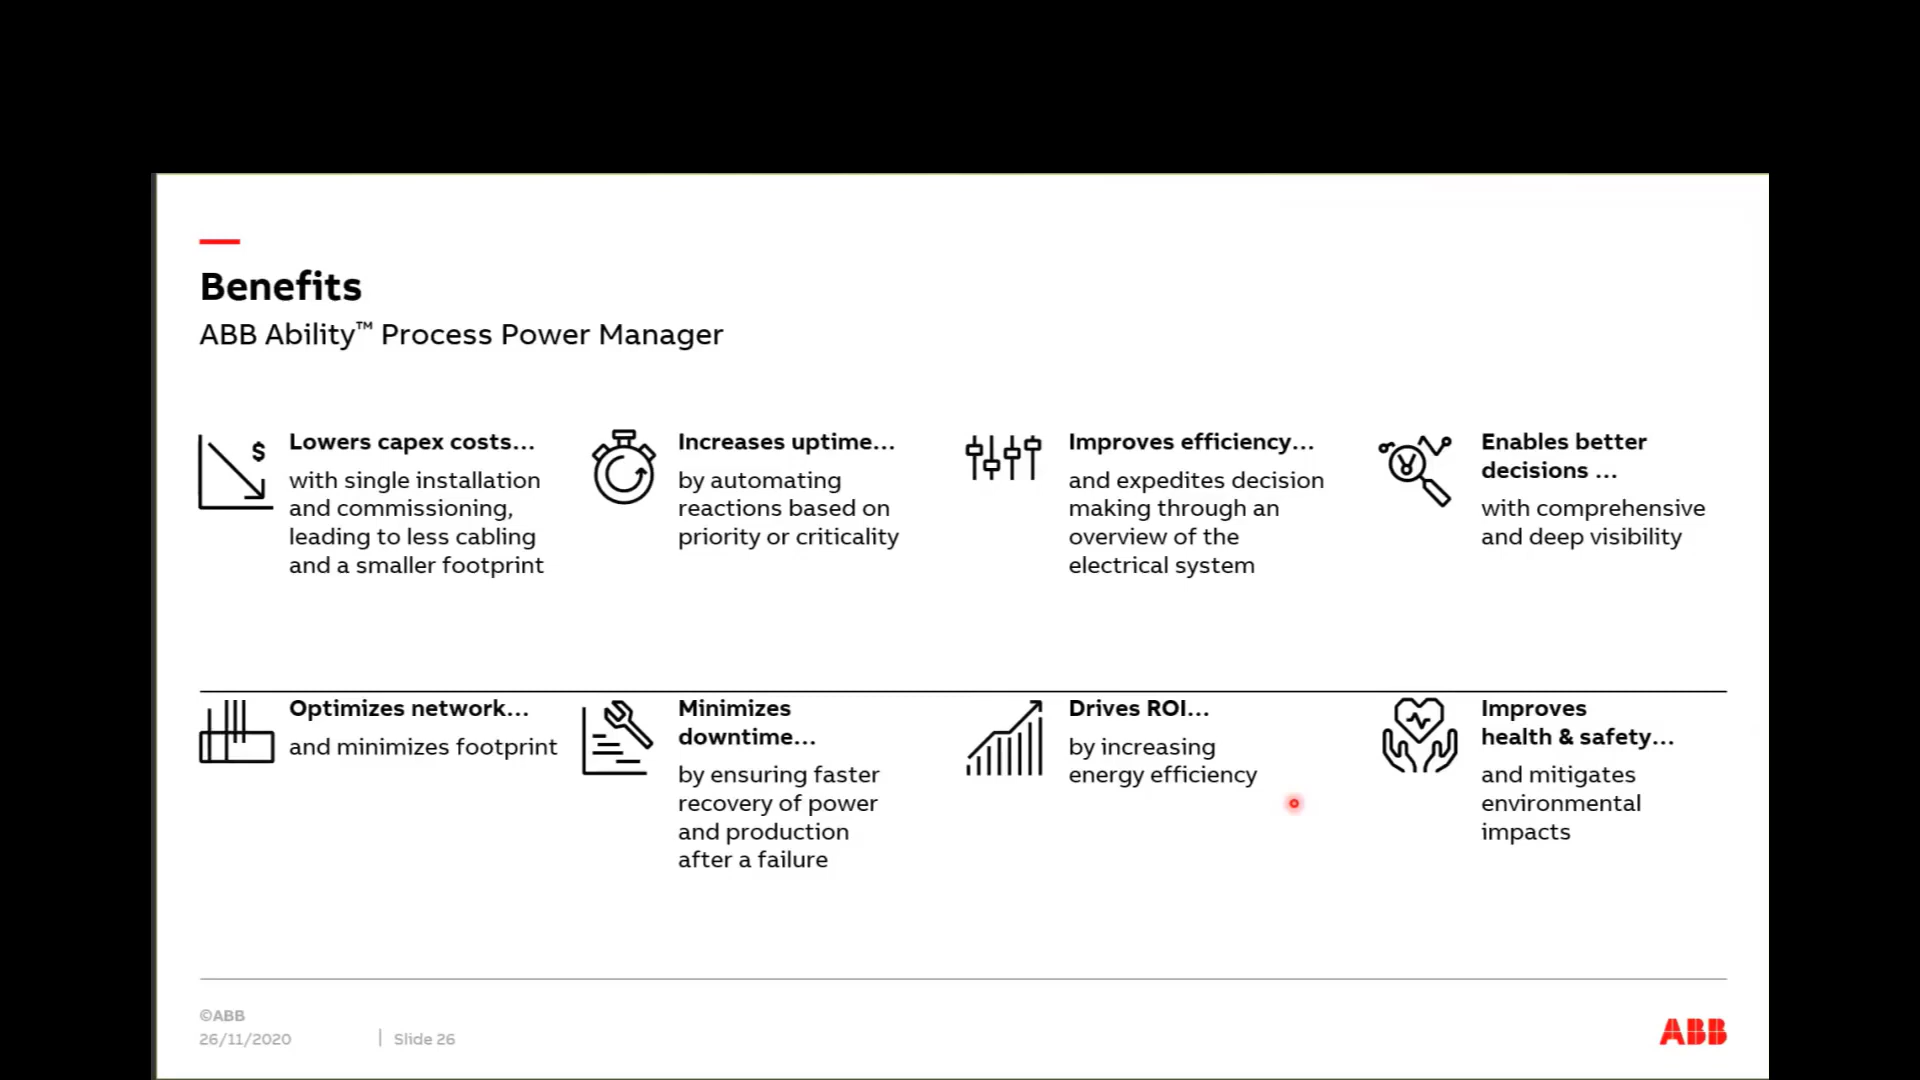 Benefits
ABB Ability™ Process Power Manager
$
Lowers capex costs...
with single installation
and commissioning,
leading to less cabling
and a smaller footprint
Increases uptime...
by automating
reactions based on
priority or criticality
Improves efficiency...
and expedites decision
making through an
overview of the
electrical system
Enables better
decisions ...
with comprehensive
and deep visibility
Optimizes network...
and minimizes footprint
Minimizes
downtime...
by ensuring faster
recovery of power
and production
after a failure
Drives ROI...
by increasing
energy efficiency
Improves
health & safety...
and mitigates
environmental
impacts
©ABB
26/11/2020 | Slide 26
ABB